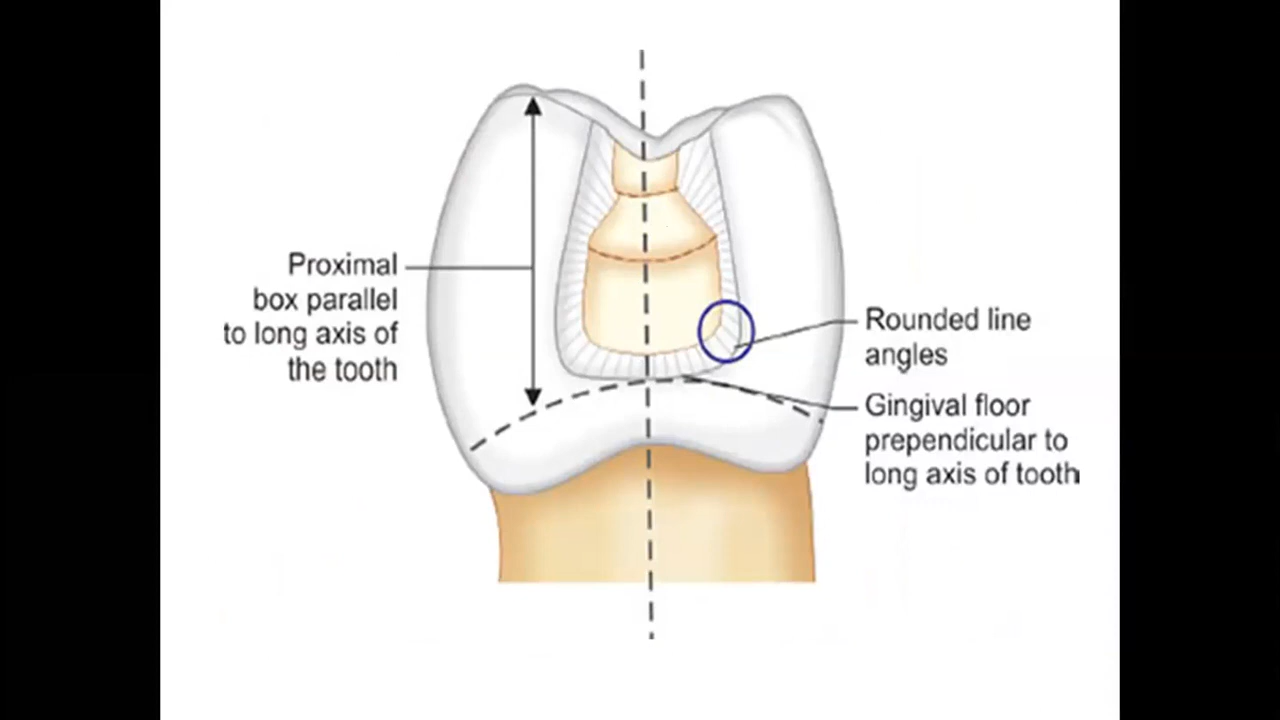 Proximal
box parallel
to long axis of
the tooth
Rounded line
angles
Gingival floor
prependicular to
long axis of tooth